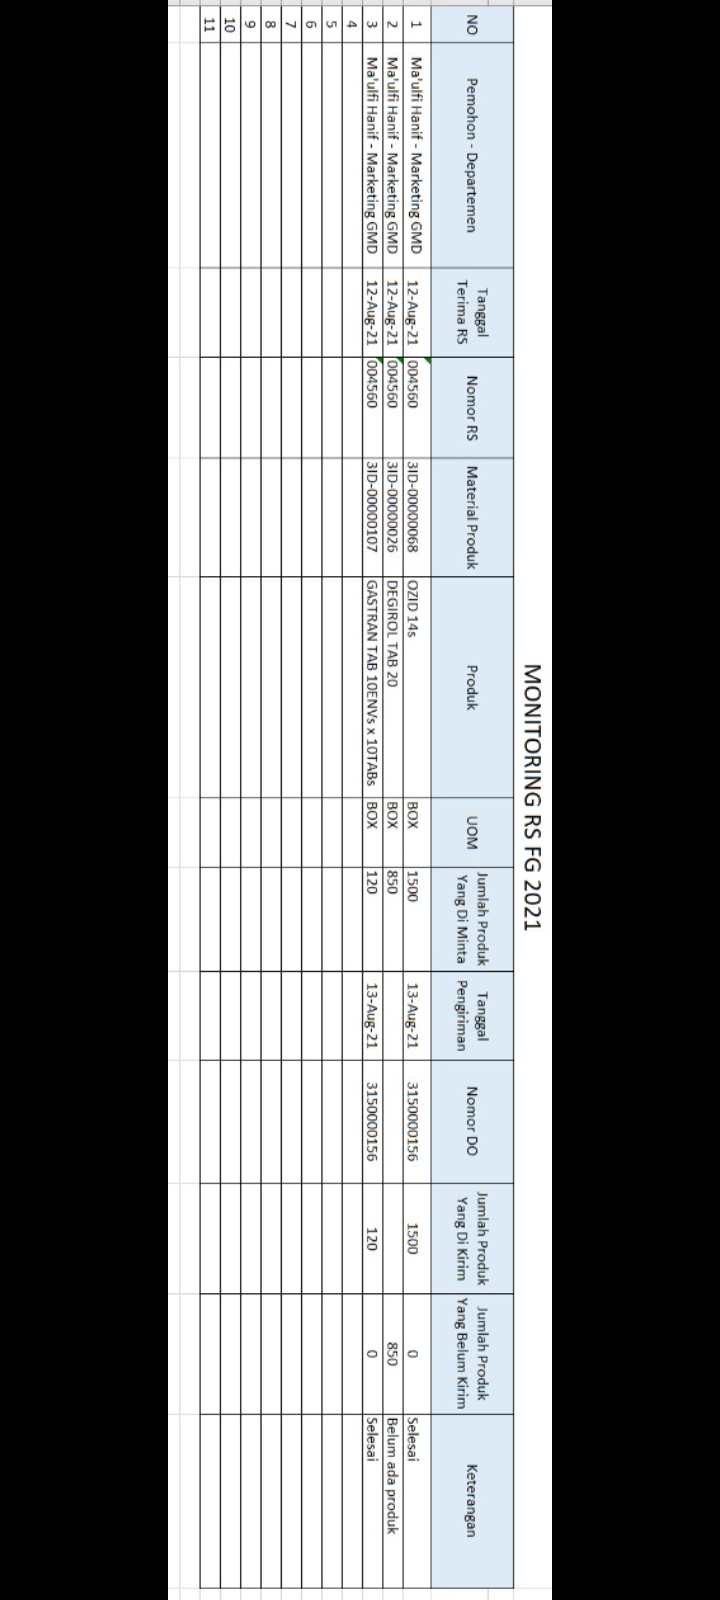 MONITORING RS FG 2021
NO Pemohon - Departemen Tanggal Terima RS Nomor RS Material Produk Produk UOM Jumlah Produk Yang Di Minta Tanggal Pengiriman Nomor DO Jumlah Produk Yang Di Kirim Jumlah Produk Yang Belum Kirim Keterangan
1 Ma'ulfi Hanif - Marketing GMD 12-Aug-21 004560 3ID-00000068 OZID 14s BOX 1500 13-Aug-21 3150000156 1500 0 Selesai
2 Ma'ulfi Hanif - Marketing GMD 12-Aug-21 004560 3ID-00000026 DEGIROL TAB 20 BOX 850 850 Belum ada produk
3 Ma'ulfi Hanif - Marketing GMD 12-Aug-21 004560 3ID-00000107 GASTRAN TAB 10ENVs x 10TABs BOX 120 13-Aug-21 3150000156 120 0 Selesai
4
5
6
7
8
9
10
11